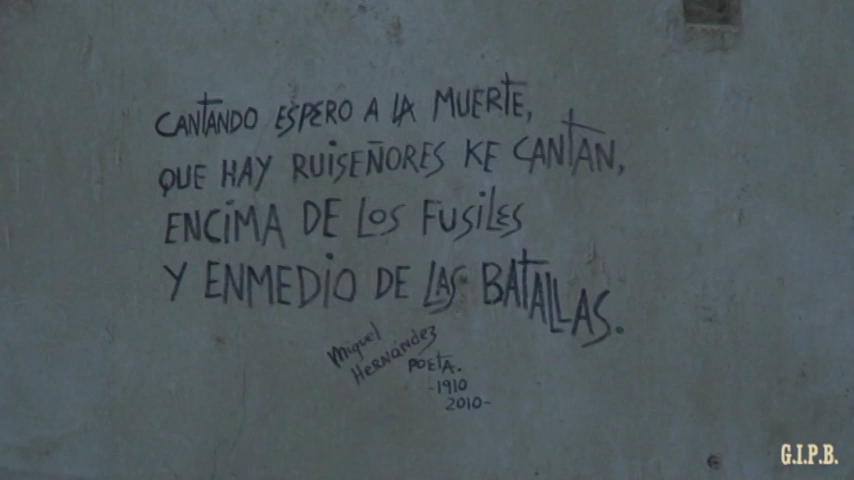 CANTANDO ESPERO A LA MUERTE,
QUE HAY RUISEÑORES KE CANTAN,
ENCIMA DE LOS FUSILES
Y ENMEDIO DE LAS BATALLAS.
Miguel
HERNÁNDEZ
POETA.
-1910
2010-
G.I.P.B.